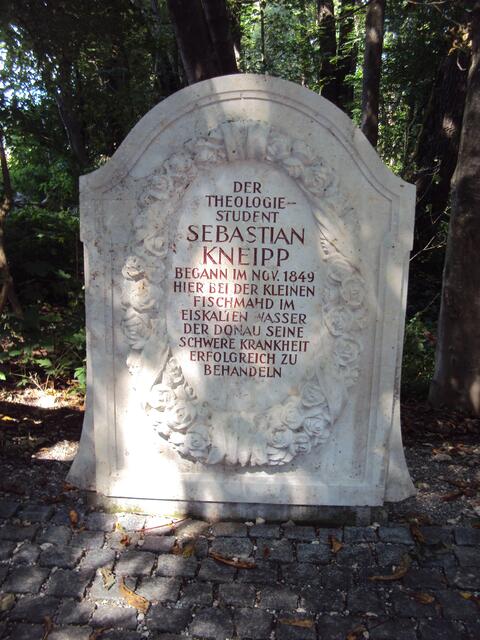 DER
THEOLOGIE-
STUDENT
SEBASTIAN
KNEIPP
BEGANN IM NOV. 1849
HIER BEI DER KLEINEN
FISCHMAHD IM
EISKALTEN WASSER
DER DONAU SEINE
SCHWERE KRANKHEIT
ERFOLGREICH ZU
BEHANDELN